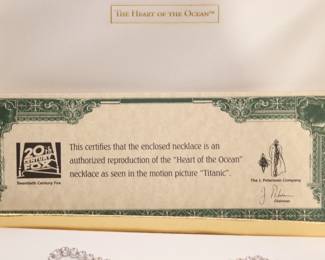 THE HEART OF THE OCEAN™
20th
CENTURY
FOX
Twentieth Century Fox
This certifies that the enclosed necklace is an
authorized reproduction of the "Heart of the Ocean"
necklace as seen in the motion picture "Titanic".
The J. Peterman Company
Chairman